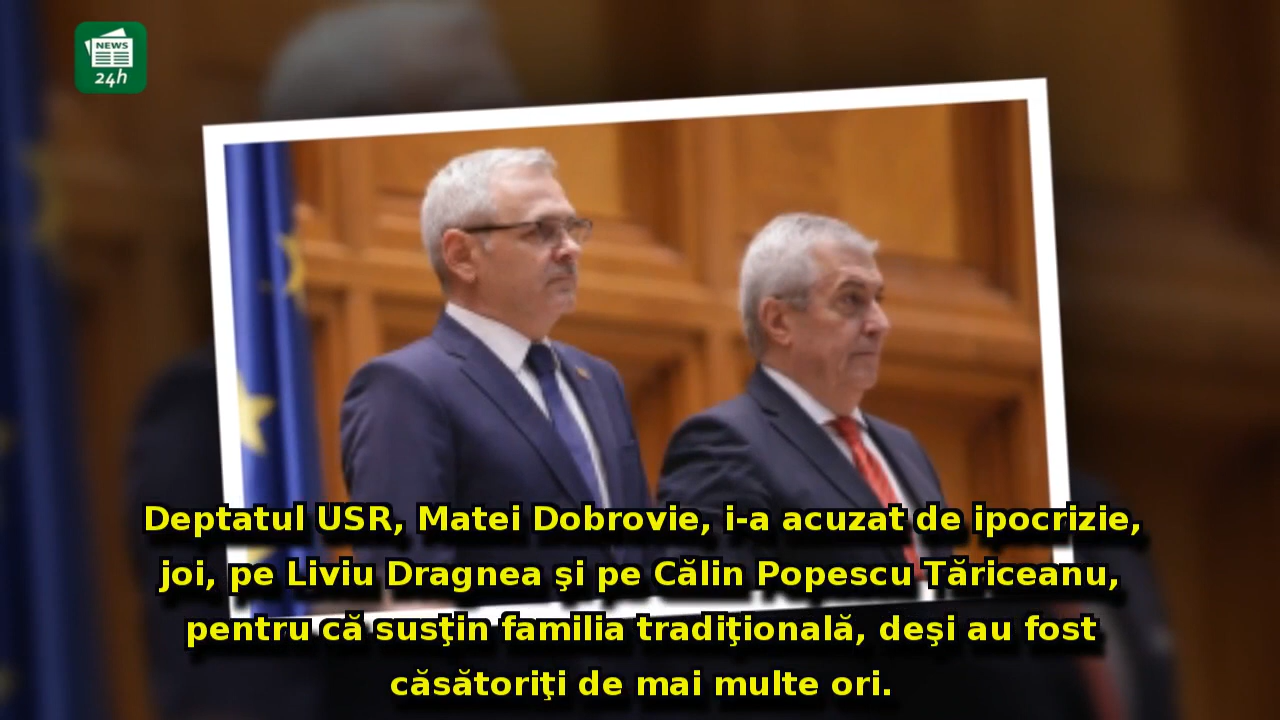 NEWS
24h
Deptatul USR, Matei Dobrovie, i-a acuzat de ipocrizie,
joi, pe Liviu Dragnea şi pe Călin Popescu Tăriceanu,
pentru că susţin familia tradiţională, deşi au fost
căsătoriţi de mai multe ori.